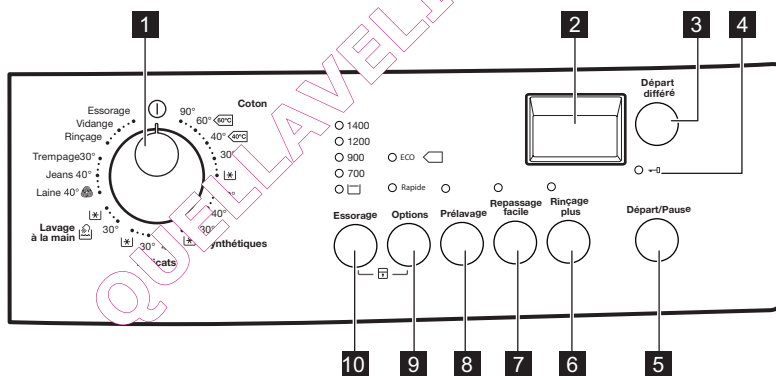 1
2
3
4
QUELLAVELA
Départ
différé
Essorage
Vidange
Rinçage
Trempage30°
Jeans 40°
Laine 40°
Lavage
à la main
30°
30°
90°
Coton
60° 60°C
40° 40°C
30°
40°
30°
1400
1200
900
700
ECO
Rapide
Essorage
Options
Prélavage
Repassage
facile
Rinçage
plus
Départ/Pause
10
9
8
7
6
5